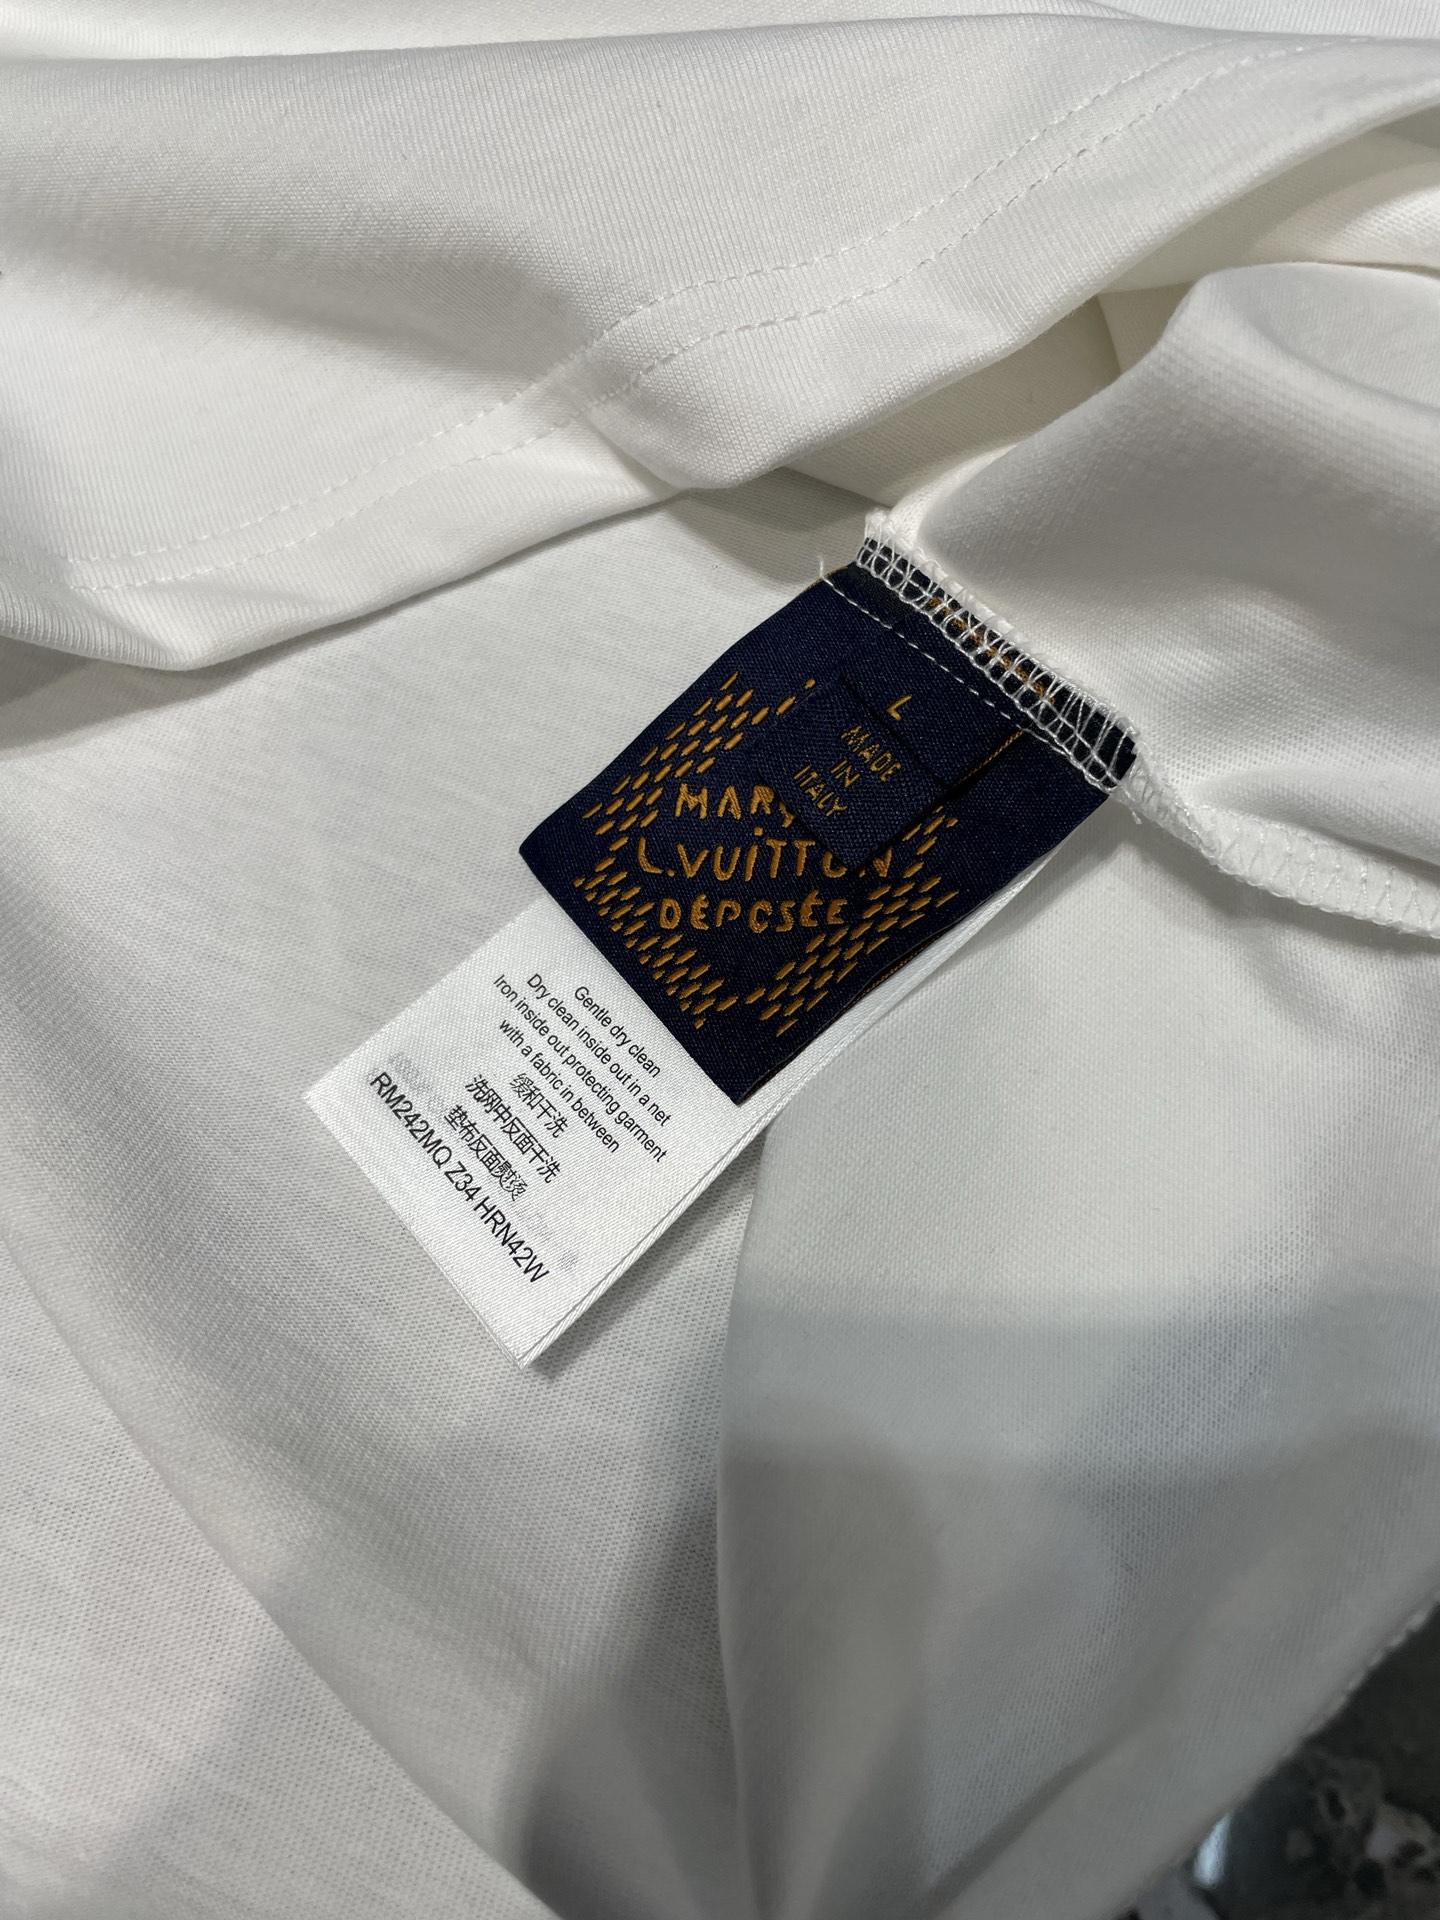 L
MADE
IN
ITALY
L.VUITTON
DÉPOSÉE
Gentle dry clean
Dry clean inside out in a net
Iron inside out protecting garment
with a fabric in between
缓和干洗
洗网中反面干洗
垫布反面熨烫
RM242MQ Z34 HRN42W